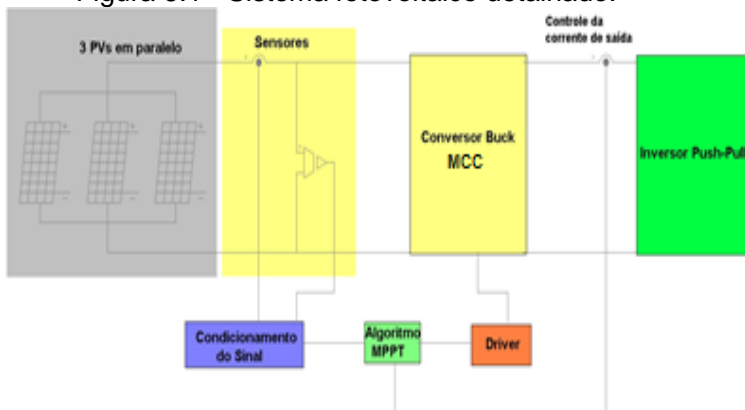 Sistema fotovoltaico detalhado.
Controle da
corrente de saída
3 PVs em paralelo
Sensores
Conversor Buck
MCC
Inversor Push-Pull
Condicionamento
do Sinal
Algoritmo
MPPT
Driver